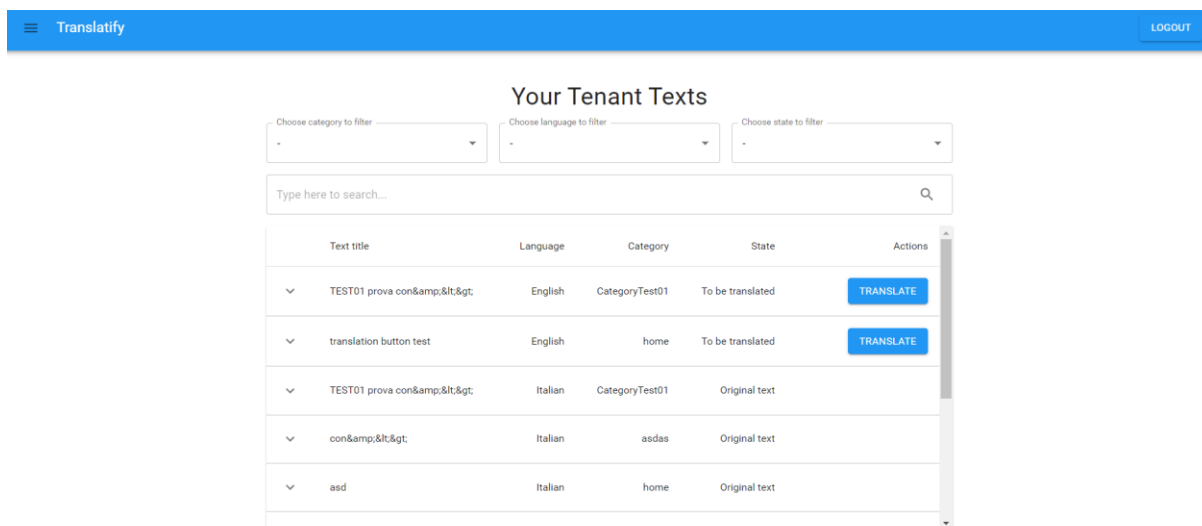 Translatify LOGOUT
Your Tenant Texts
Choose category to filter Choose language to filter Choose state to filter
- - -
Type here to search...
Text title Language Category State Actions
TEST01 prova con&amp;&lt;&gt; English CategoryTest01 To be translated TRANSLATE
translation button test English home To be translated TRANSLATE
TEST01 prova con&amp;&lt;&gt; Italian CategoryTest01 Original text
con&amp;&lt;&gt; Italian asdas Original text
asd Italian home Original text